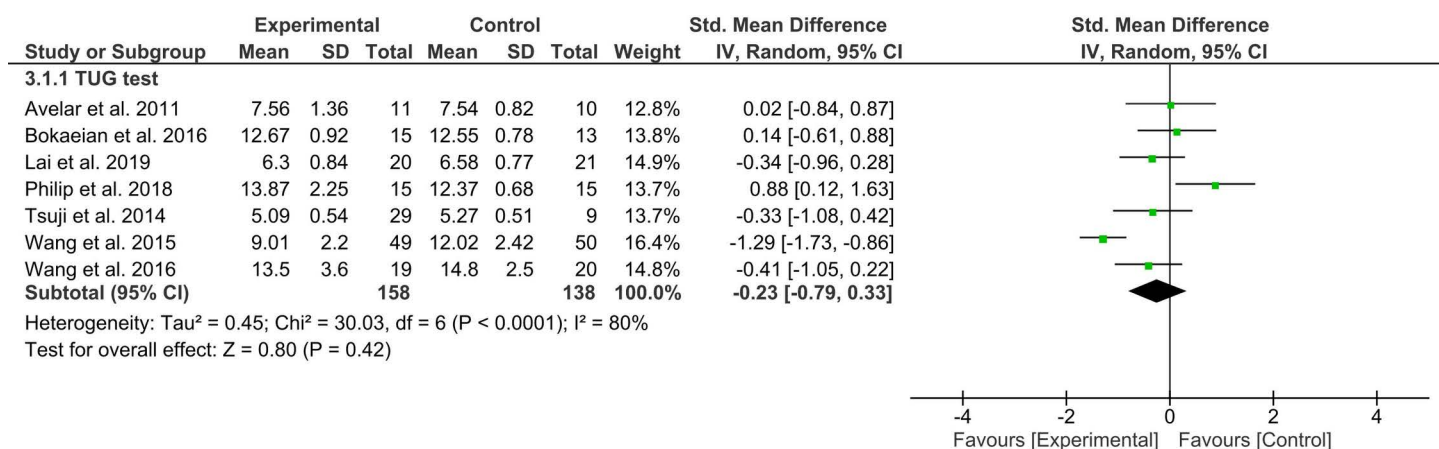 Experimental Control Std. Mean Difference Std. Mean Difference
Study or Subgroup Mean SD Total Mean SD Total Weight IV, Random, 95% CI IV, Random, 95% CI
3.1.1 TUG test
Avelar et al. 2011 7.56 1.36 11 7.54 0.82 10 12.8% 0.02 [-0.84, 0.87]
Bokaeian et al. 2016 12.67 0.92 15 12.55 0.78 13 13.8% 0.14 [-0.61, 0.88]
Lai et al. 2019 6.3 0.84 20 6.58 0.77 21 14.9% -0.34 [-0.96, 0.28]
Philip et al. 2018 13.87 2.25 15 12.37 0.68 15 13.7% 0.88 [0.12, 1.63]
Tsuji et al. 2014 5.09 0.54 29 5.27 0.51 9 13.7% -0.33 [-1.08, 0.42]
Wang et al. 2015 9.01 2.2 49 12.02 2.42 50 16.4% -1.29 [-1.73, -0.86]
Wang et al. 2016 13.5 3.6 19 14.8 2.5 20 14.8% -0.41 [-1.05, 0.22]
Subtotal (95% CI) 158 138 100.0% -0.23 [-0.79, 0.33]
Heterogeneity: Tau² = 0.45; Chi² = 30.03, df = 6 (P < 0.0001); I² = 80%
Test for overall effect: Z = 0.80 (P = 0.42)
-4 -2 0 2 4
Favours [Experimental] Favours [Control]